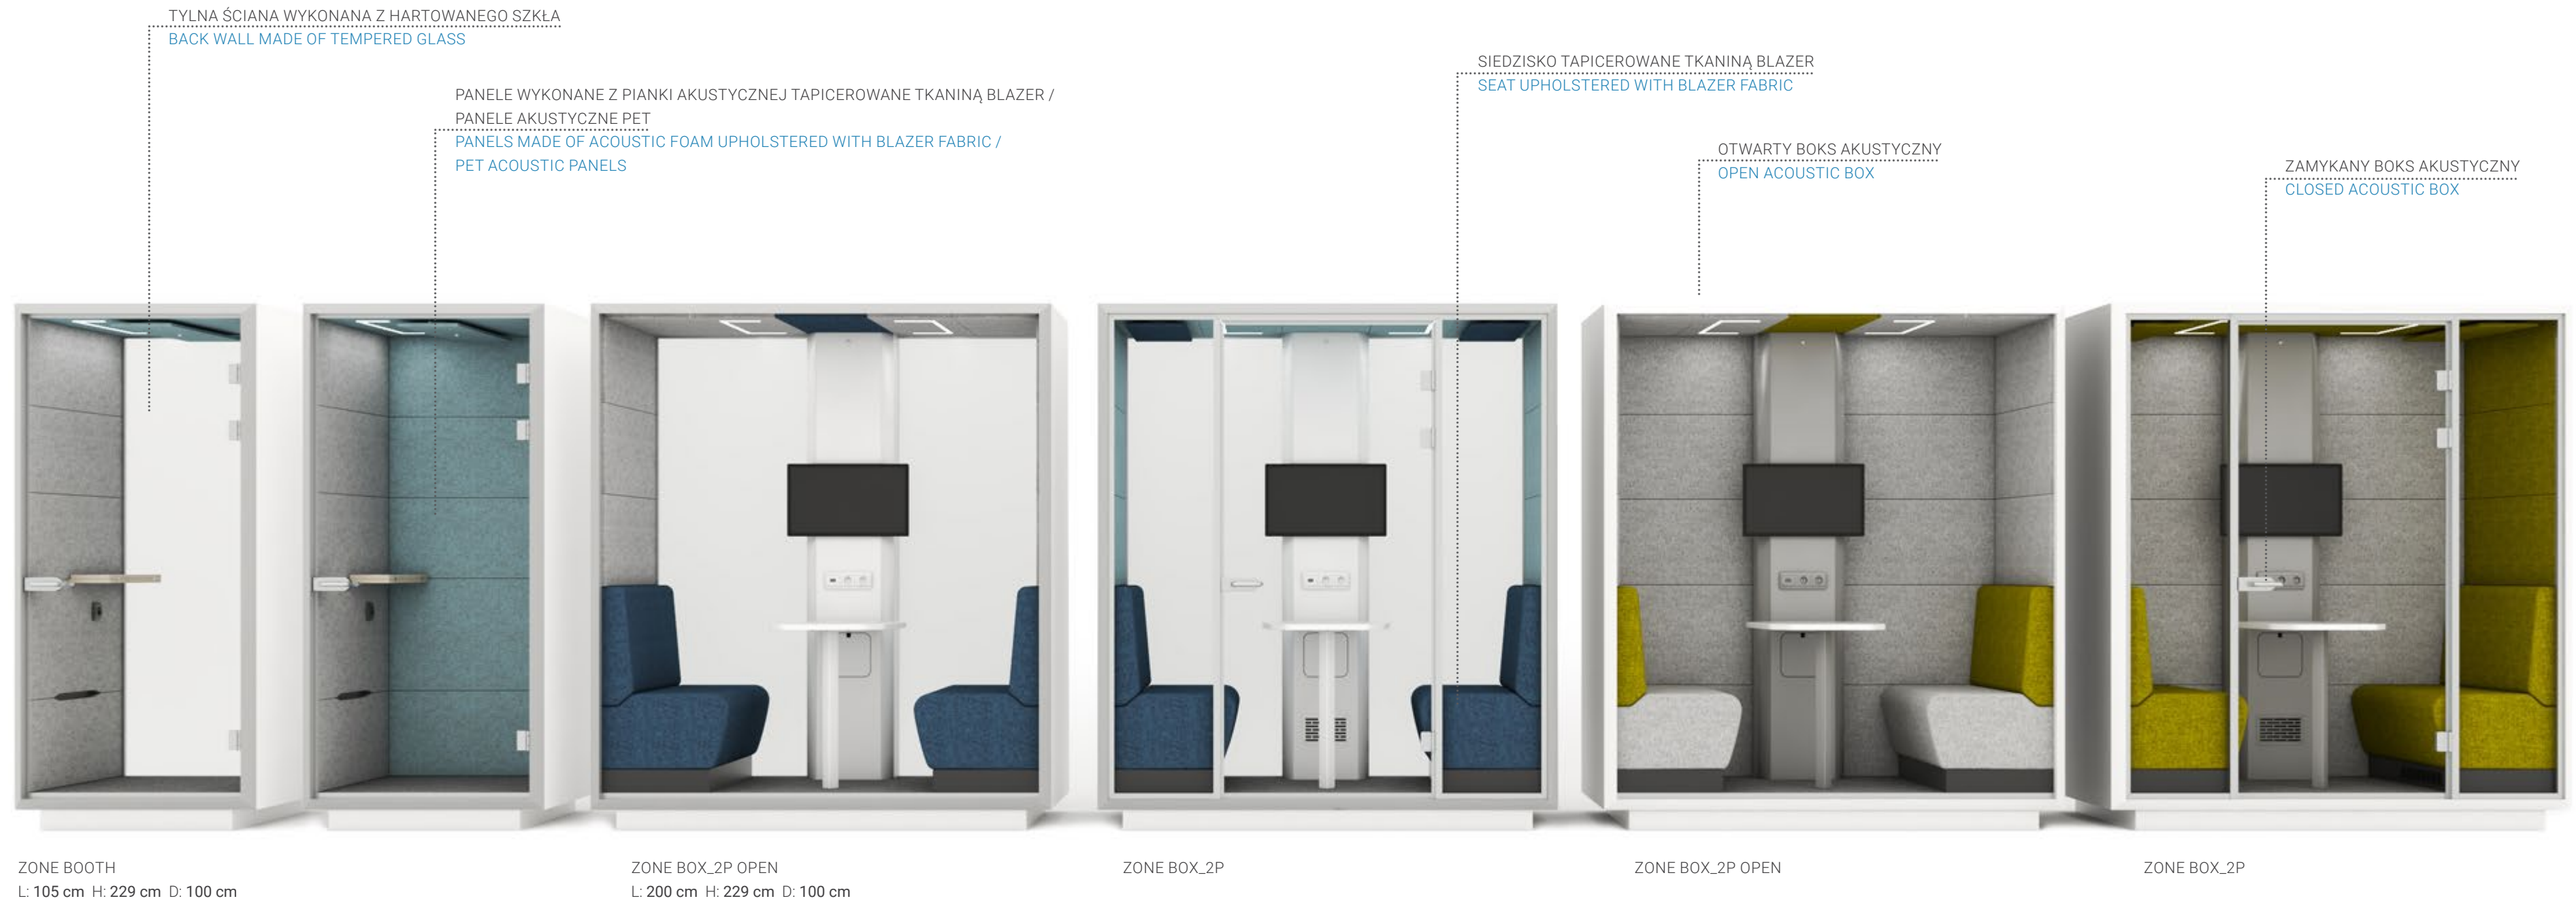 TYLNA ŚCIANA WYKONANA Z HARTOWANEGO SZKŁA
BACK WALL MADE OF TEMPERED GLASS
PANELE WYKONANE Z PIANKI AKUSTYCZNEJ TAPICEROWANE TKANINĄ BLAZER /
PANELE AKUSTYCZNE PET
PANELS MADE OF ACOUSTIC FOAM UPHOLSTERED WITH BLAZER FABRIC /
PET ACOUSTIC PANELS
SIEDZISKO TAPICEROWANE TKANINĄ BLAZER
SEAT UPHOLSTERED WITH BLAZER FABRIC
OTWARTY BOKS AKUSTYCZNY
OPEN ACOUSTIC BOX
ZAMYKANY BOKS AKUSTYCZNY
CLOSED ACOUSTIC BOX
ZONE BOOTH
L: 105 cm H: 229 cm D: 100 cm
ZONE BOX_2P OPEN
L: 200 cm H: 229 cm D: 100 cm
ZONE BOX_2P
ZONE BOX_2P OPEN
ZONE BOX_2P